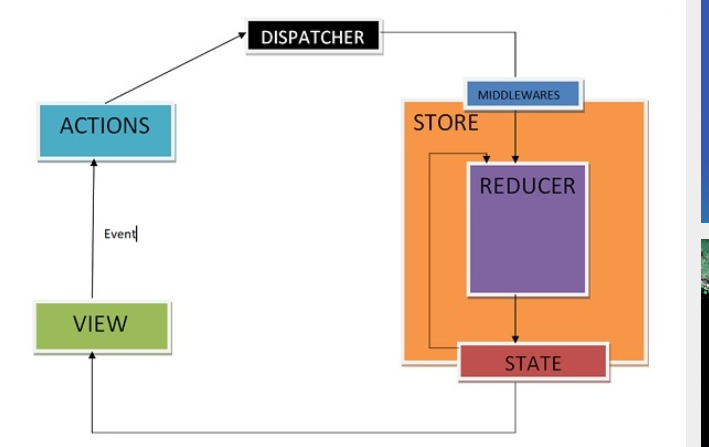 DISPATCHER
MIDDLEWARES
ACTIONS
STORE
REDUCER
Event
VIEW
STATE